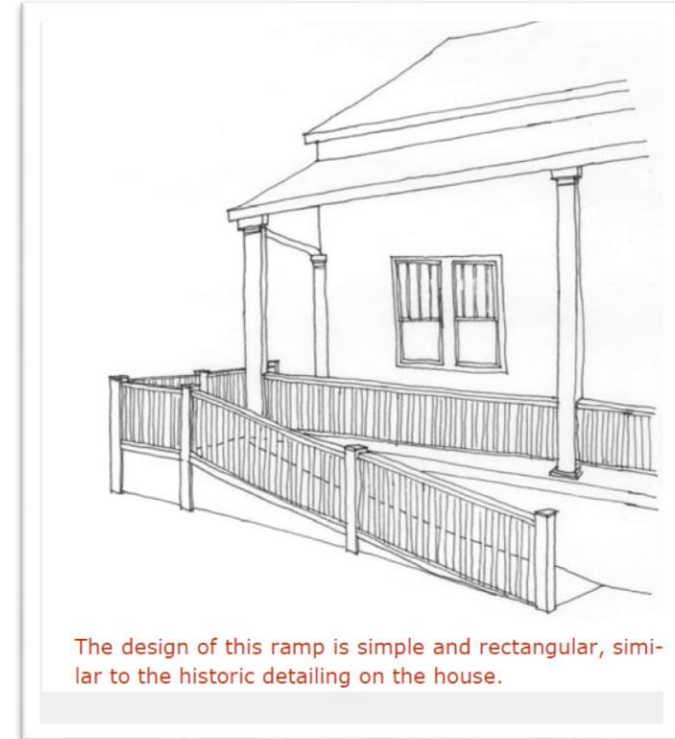 The design of this ramp is simple and rectangular, simi-
lar to the historic detailing on the house.